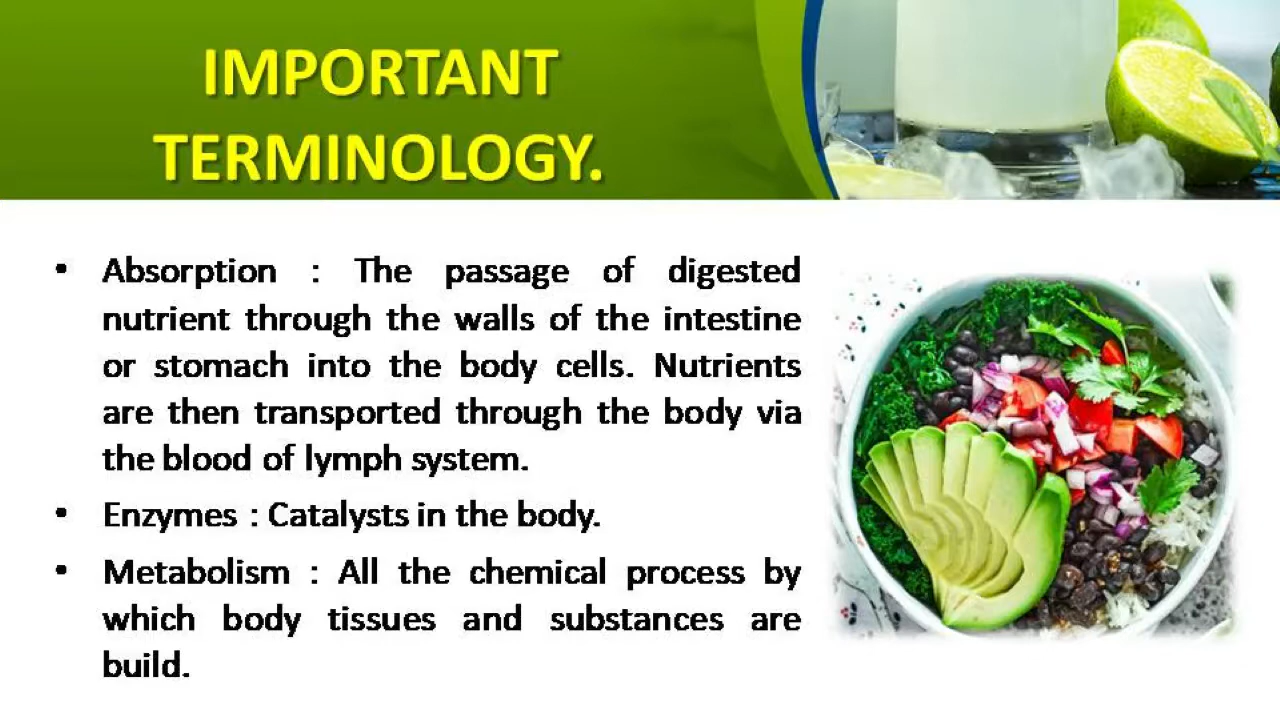 IMPORTANT
TERMINOLOGY.
• Absorption : The passage of digested
nutrient through the walls of the intestine
or stomach into the body cells. Nutrients
are then transported through the body via
the blood of lymph system.
• Enzymes : Catalysts in the body.
• Metabolism : All the chemical process by
which body tissues and substances are
build.